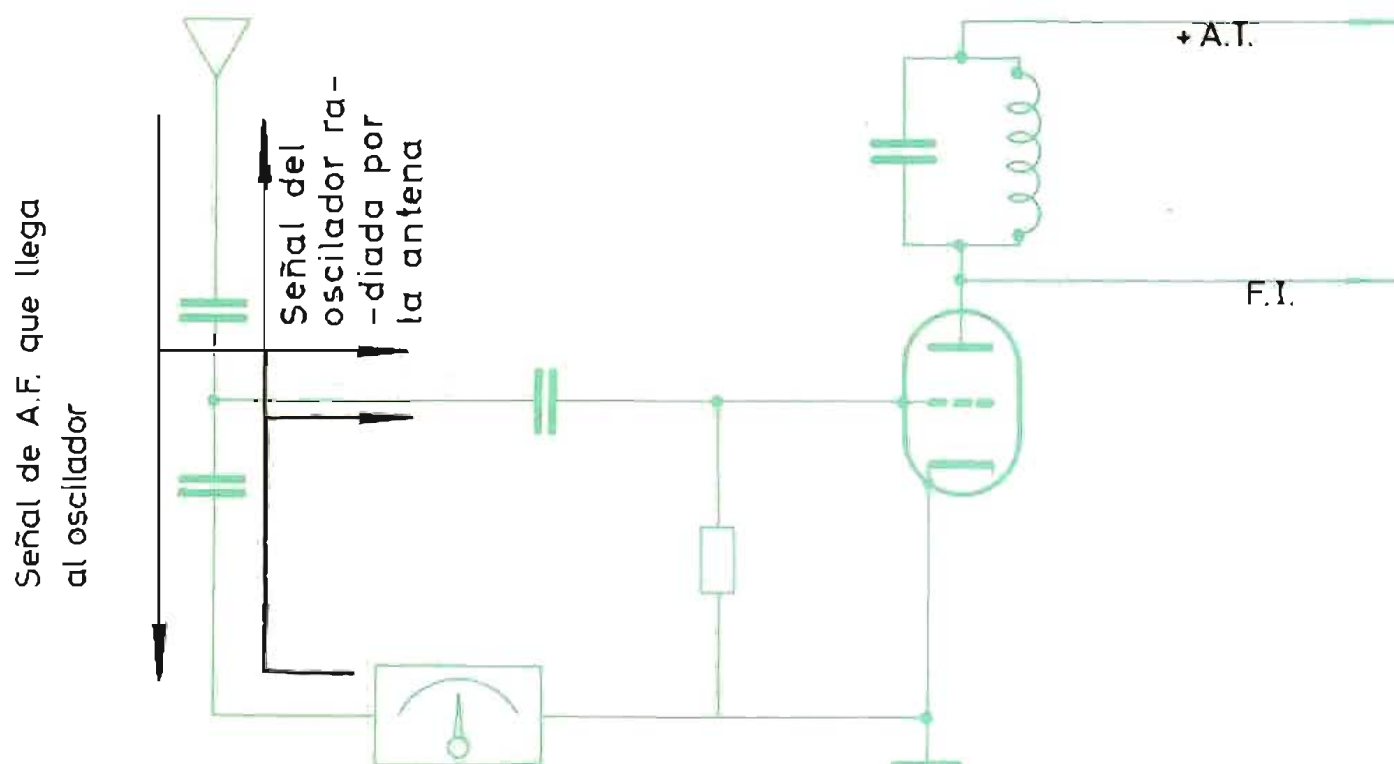 Señal de A.F. que llega
al oscilador
Señal del
oscilador ra-
-diada por
la antena
+ A.T.
F.I.